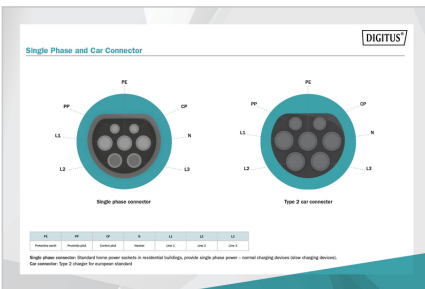 DIGITUS®
Single Phase and Car Connector
PE
PP
CP
L1
N
L2
L3
Single phase connector
PE
PP
CP
L1
N
L2
L3
Type 2 car connector
PE PP CP N L1 L2 L3
Protective earth Proximity pilot Control pilot Neutral Line 1 Line 2 Line 3
Single phase connector: Standard home power sockets in residential buildings, provide single phase power – normal charging devices (slow charging devices).
Car connector: Type 2 charger for european standard